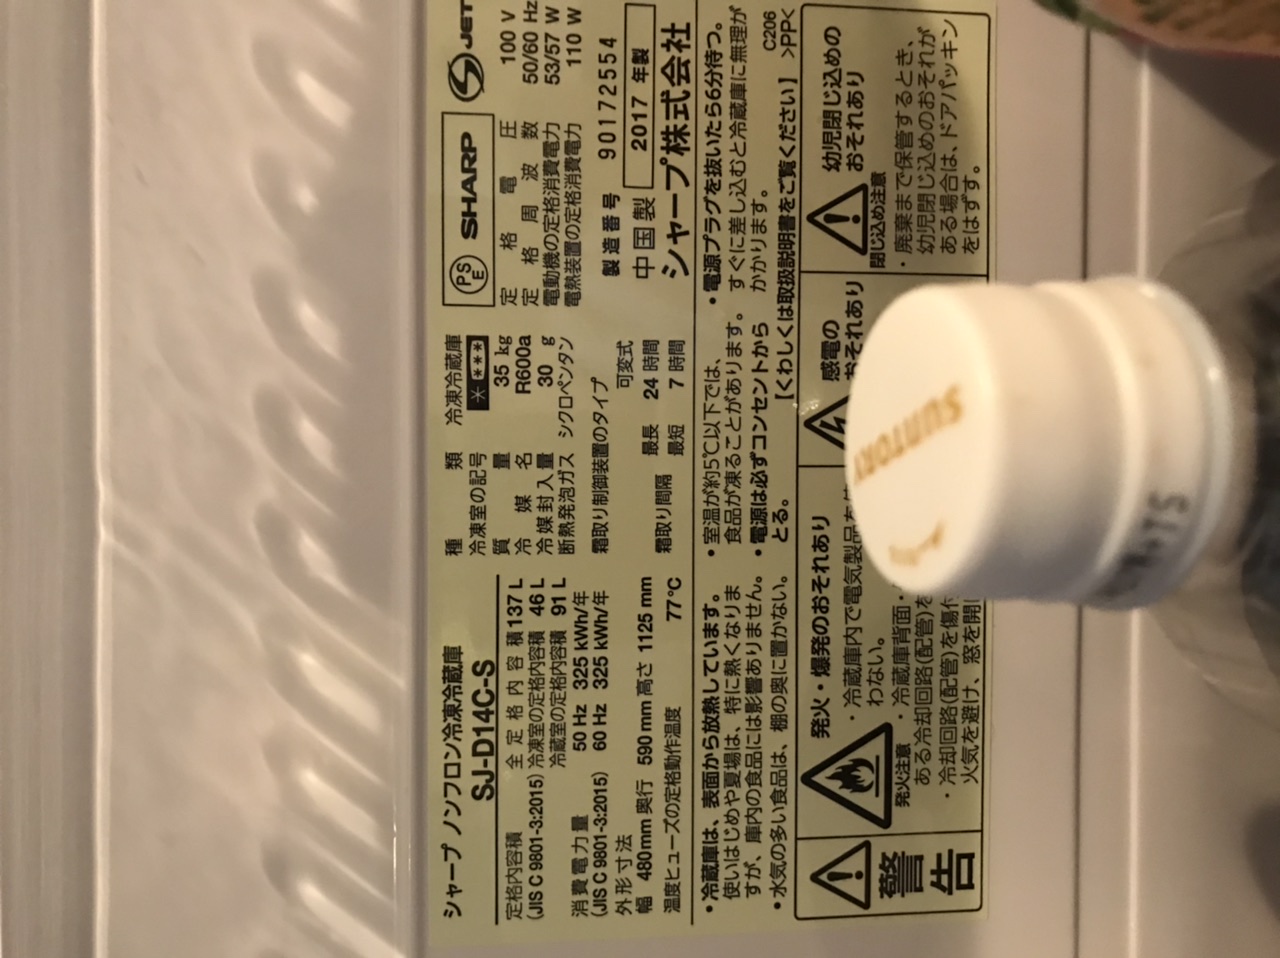 シャープ ノンフロン冷凍冷蔵庫
SJ-D14C-S
定格内容積 全定格内容積 137 L
(JIS C 9801-3:2015) 冷凍室の定格内容積 46 L
冷蔵室の定格内容積 91 L
消費電力量 50 Hz 325 kWh/年
(JIS C 9801-3:2015) 60 Hz 325 kWh/年
外形寸法
幅 480mm 奥行 590 mm 高さ 1125 mm
温度ヒューズの定格動作温度 77℃
種類 冷凍冷蔵庫
冷凍室の記号 * ***
質量 35 kg
冷媒名 R600a
冷媒封入量 30 g
断熱発泡ガス シクロペンタン
霜取り制御装置のタイプ
可変式
霜取り間隔 最長 24 時間
最短 7 時間
PSE SHARP JET
定格電圧 100 V
定格周波数 50/60 Hz
電動機の定格消費電力 53/57 W
電熱装置の定格消費電力 110 W
製造番号 90172554
中国製 2017 年製
シャープ株式会社
・冷蔵庫は、表面から放熱しています。
使いはじめや夏場は、特に熱くなりま
すが、庫内の食品には影響ありません。
・水気の多い食品は、棚の奥に置かない。
・室温が約5℃以下では、
食品が凍ることがあります。
・電源は必ずコンセントから
とる。
・電源プラグを抜いたら6分待つ。
すぐに差し込むと冷蔵庫に無理が
かかります。
【くわしくは取扱説明書をご覧ください】
C206
>PP<
警告
発火・爆発のおそれあり
発火注意
・冷蔵庫内で電気製品を
わない。
・冷蔵庫背面・
ある冷却回路(配管)を
・冷却回路(配管)を傷付
火気を避け、窓を開
感電の
おそれあり
幼児閉じ込めの
おそれあり
閉じ込め注意
・廃棄まで保管するとき、
幼児閉じ込めのおそれが
ある場合は、ドアパッキン
をはずす。
SUNTORY